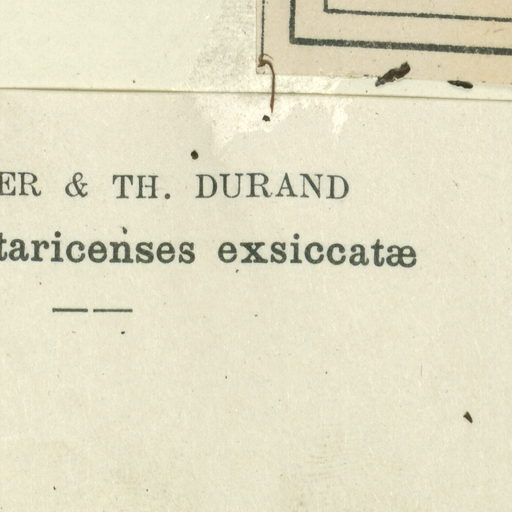 ER & TH. DURAND
taricenses exsiccatæ